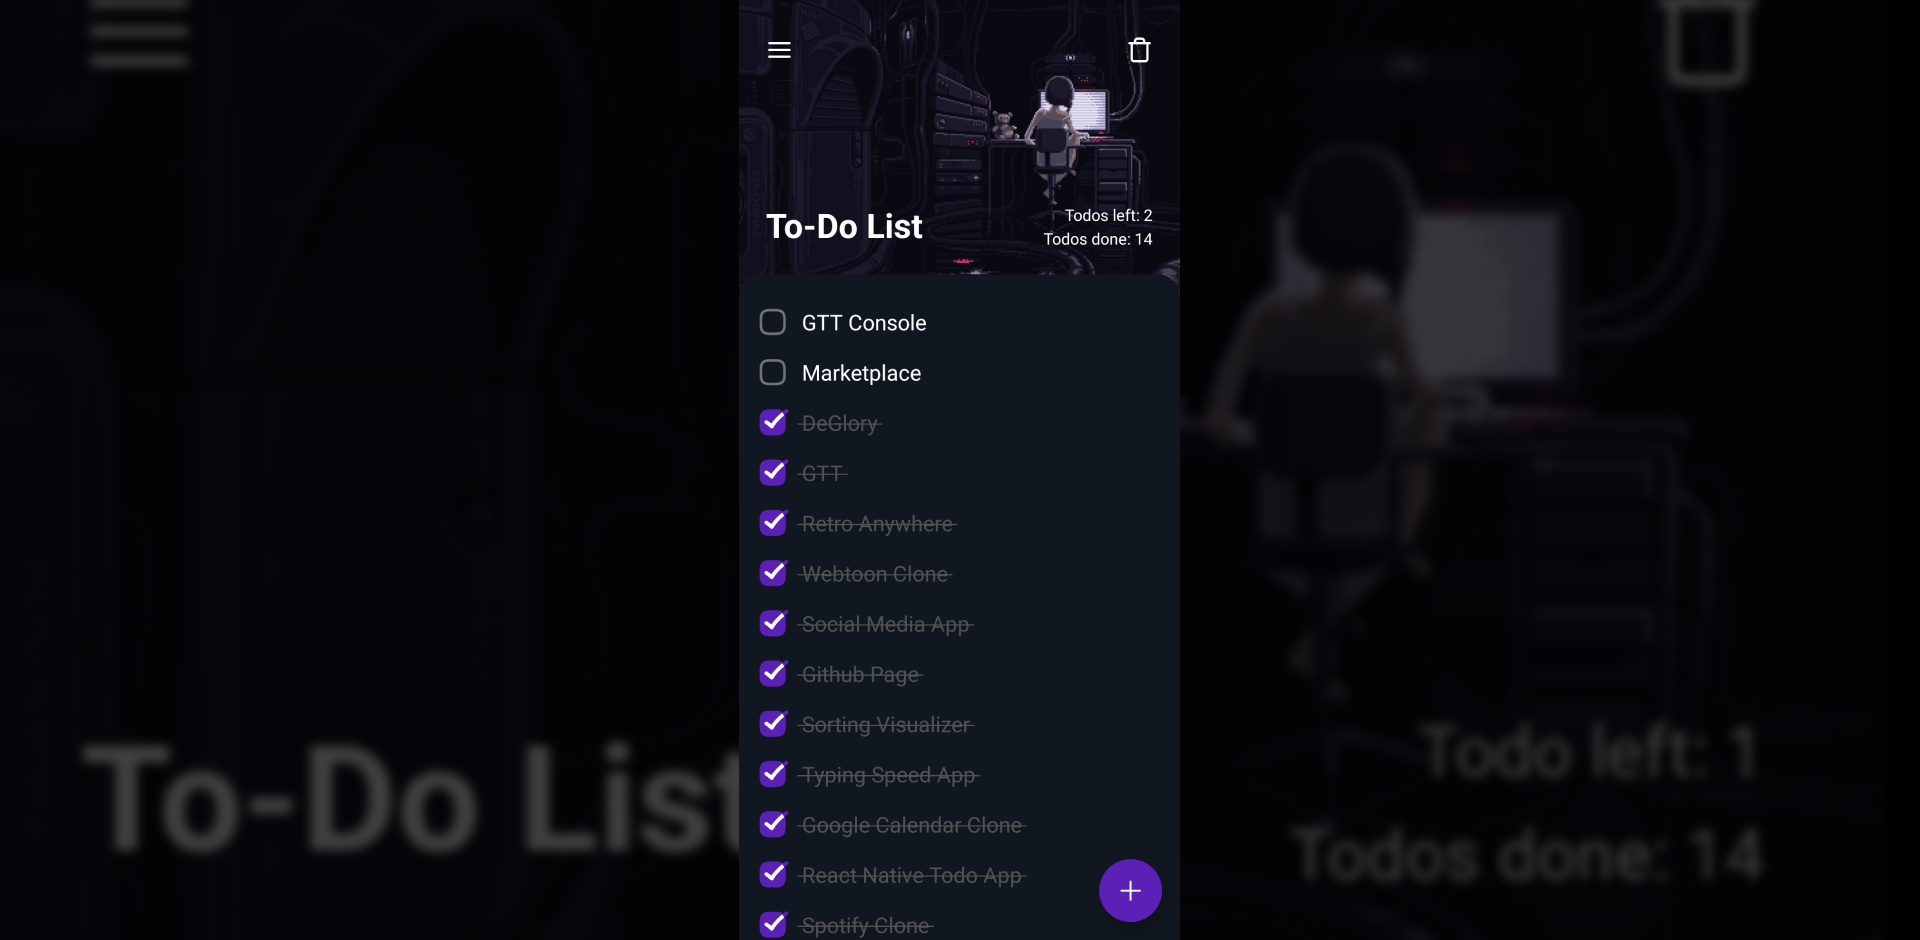 To-Do List
Todos left: 2
Todos done: 14
GTT Console
Marketplace
DeGlory
GTT
Retro Anywhere
Webtoon Clone
Social Media App
Github Page
Sorting Visualizer
Typing Speed App
Google Calendar Clone
React Native Todo App
Spotify Clone
To-Do List
Todo left: 1
Todos done: 14